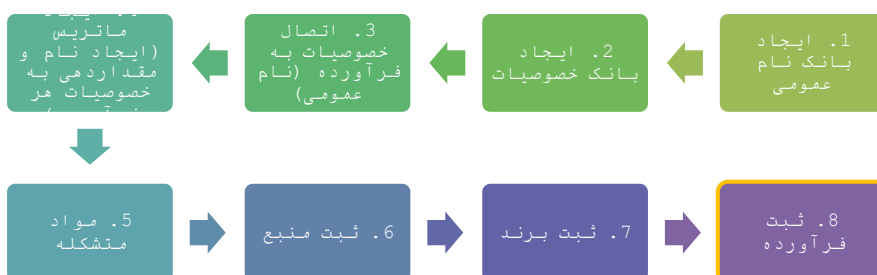 1. ایجاد
بانک نام
عمومی
2. ایجاد
بانک خصوصیات
3. اتصال
خصوصیات به
فرآورده (نام
عمومی)
ماتریس
(ایجاد نام و
مقداردهی به
خصوصیات هر
5. مواد
متشکله
6. ثبت منبع
7. ثبت برند
8. ثبت
فرآورده